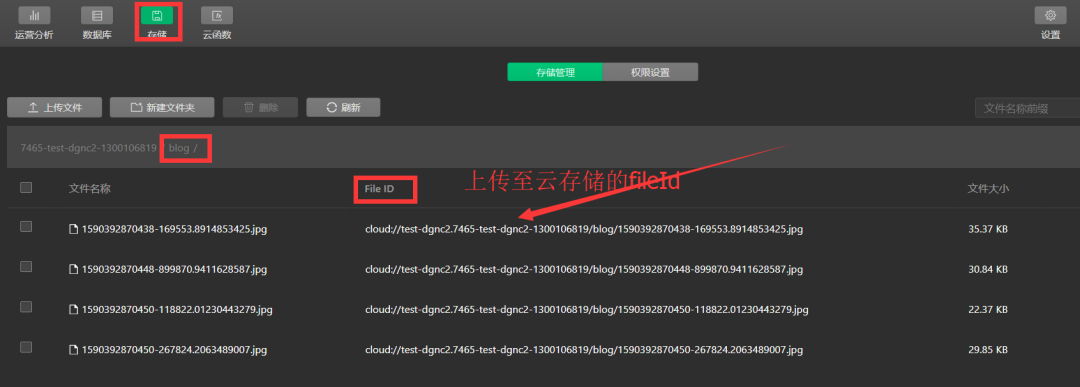 运营分析 数据库 存储 云函数 设置
存储管理 权限设置
上传文件 新建文件夹 删除 刷新 文件名称前缀
7465-test-dgnc2-1300106819 / blog /
上传至云存储的fileId
文件名称 File ID 文件大小
1590392870438-169553.8914853425.jpg cloud://test-dgnc2.7465-test-dgnc2-1300106819/blog/1590392870438-169553.8914853425.jpg 35.37 KB
1590392870448-899870.9411628587.jpg cloud://test-dgnc2.7465-test-dgnc2-1300106819/blog/1590392870448-899870.9411628587.jpg 30.84 KB
1590392870450-118822.01230443279.jpg cloud://test-dgnc2.7465-test-dgnc2-1300106819/blog/1590392870450-118822.01230443279.jpg 22.37 KB
1590392870450-267824.2063489007.jpg cloud://test-dgnc2.7465-test-dgnc2-1300106819/blog/1590392870450-267824.2063489007.jpg 29.85 KB